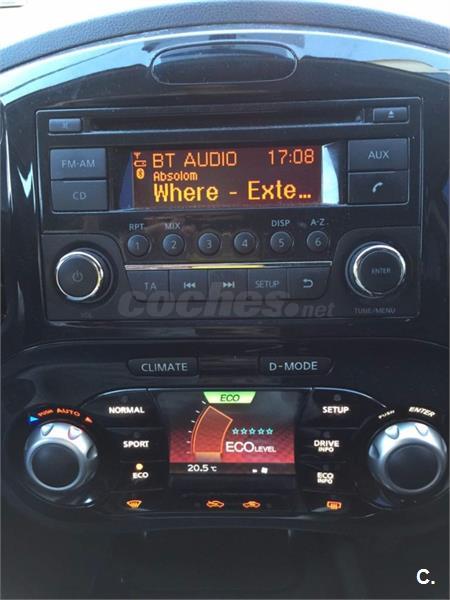 FM·AM
CD
BT AUDIO 17:08
Absolom
Where - Exte...
AUX
RPT MIX DISP A-Z
1 2 3 4 5 6
VOL
TA SETUP
ENTER
TUNE/MENU
coches.net
CLIMATE D-MODE
PUSH AUTO
NORMAL
SPORT
ECO
ECO
ECO LEVEL
20.5°C
SETUP
DRIVE INFO
ECO INFO
PUSH ENTER
C.